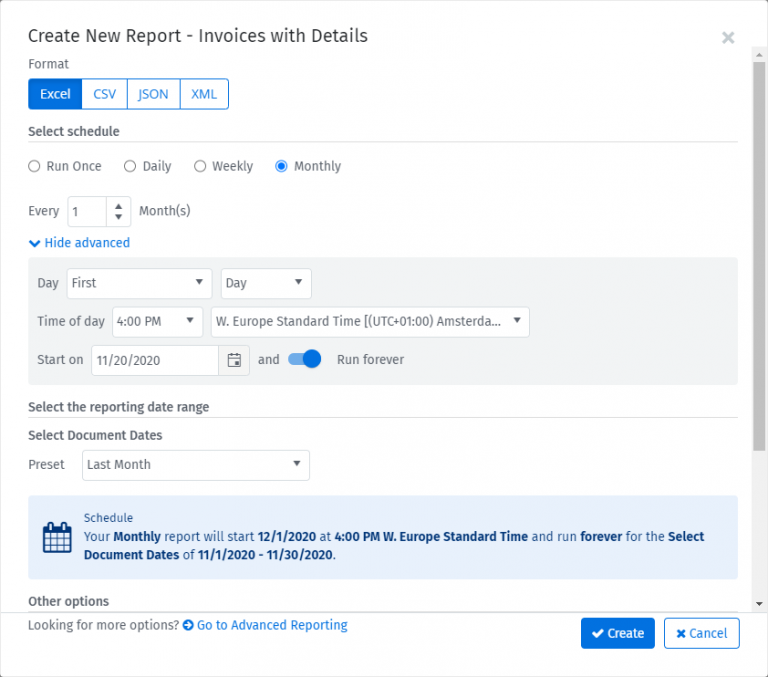 Create New Report - Invoices with Details
Format
Excel CSV JSON XML
Select schedule
Run Once Daily Weekly Monthly
Every 1 Month(s)
Hide advanced
Day First Day
Time of day 4:00 PM W. Europe Standard Time [(UTC+01:00) Amsterda...
Start on 11/20/2020 and Run forever
Select the reporting date range
Select Document Dates
Preset Last Month
Schedule
Your Monthly report will start 12/1/2020 at 4:00 PM W. Europe Standard Time and run forever for the Select
Document Dates of 11/1/2020 - 11/30/2020.
Other options
Looking for more options? Go to Advanced Reporting
Create Cancel